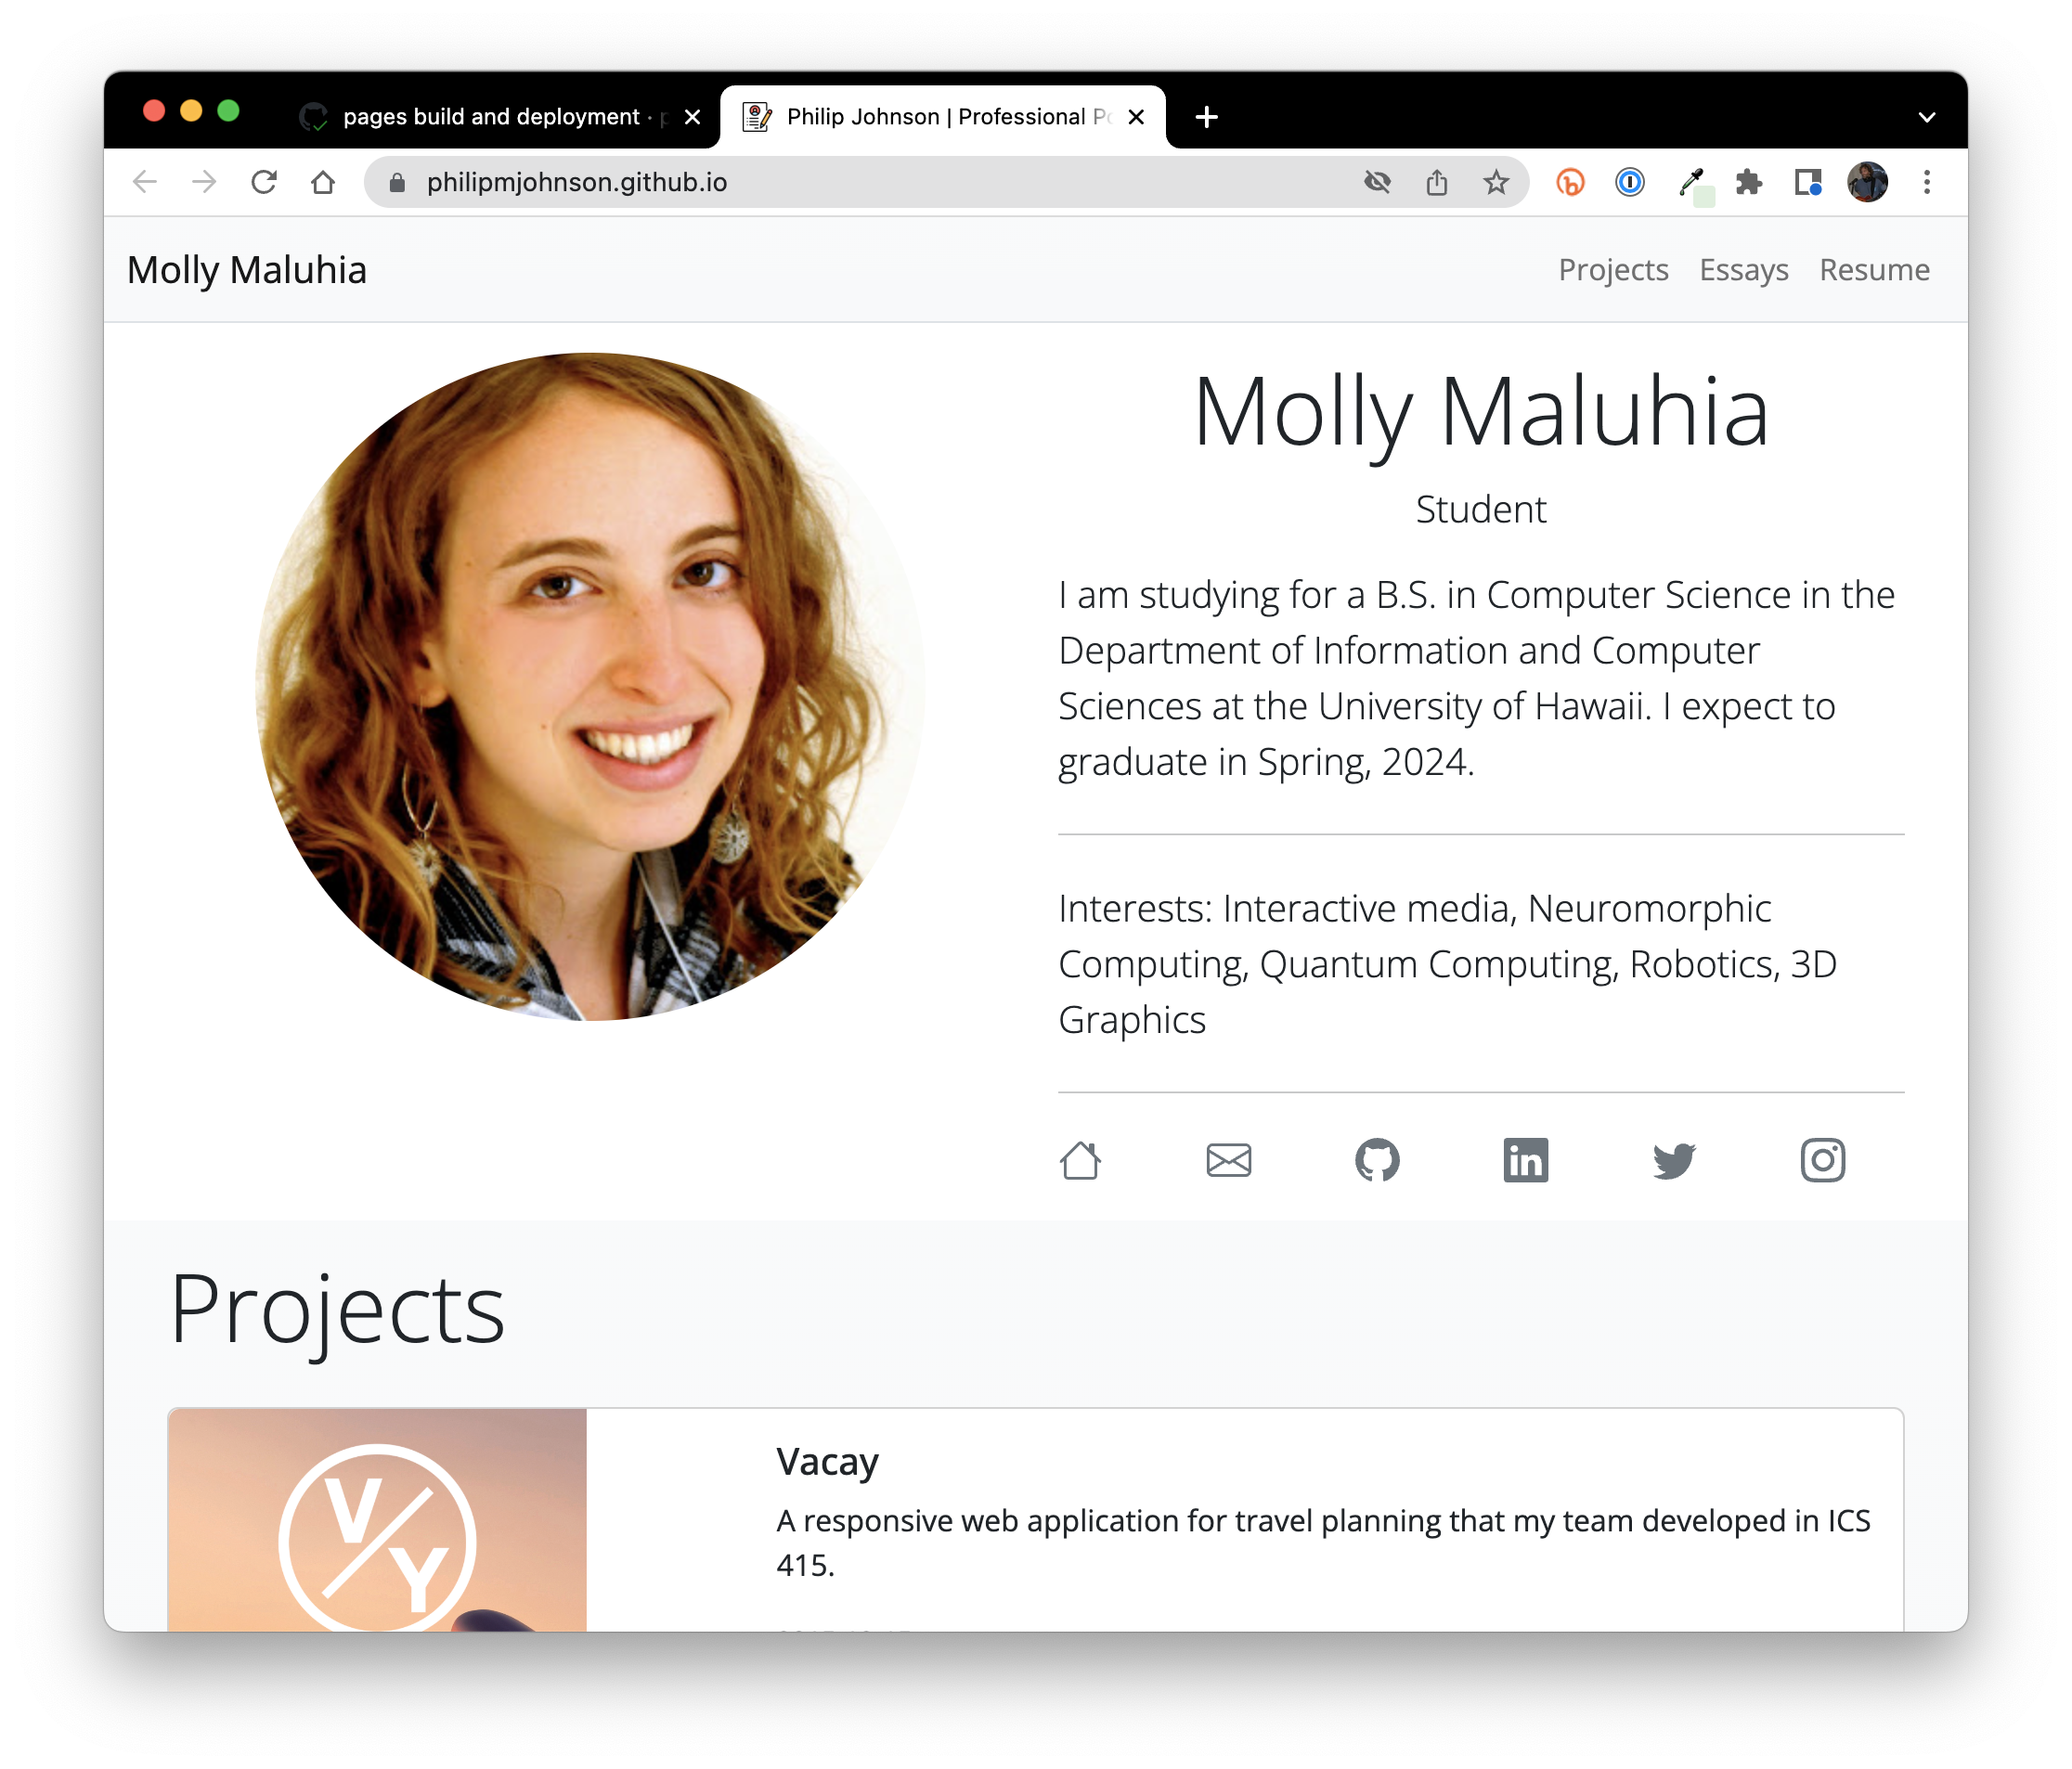 pages build and deployment ·
Philip Johnson | Professional
philipmjohnson.github.io
Molly Maluhia
Projects Essays Resume
Molly Maluhia
Student
I am studying for a B.S. in Computer Science in the
Department of Information and Computer
Sciences at the University of Hawaii. I expect to
graduate in Spring, 2024.
Interests: Interactive media, Neuromorphic
Computing, Quantum Computing, Robotics, 3D
Graphics
in
Projects
V/Y
Vacay
A responsive web application for travel planning that my team developed in ICS
415.